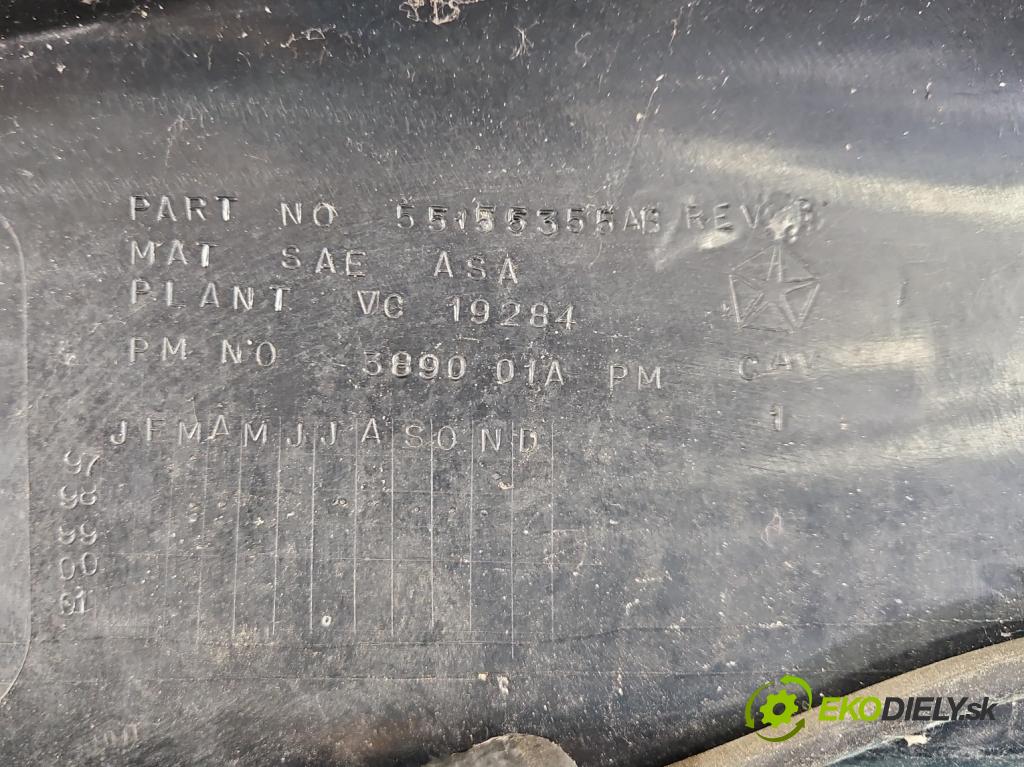 PART NO 55155355AB REV B
MAT SAE ASA
PLANT VC 19284
PM NO 3890 01A PM CAV
1
J F M A M J J A S O N D
97
98
99
00
01
EKODIELY.sk